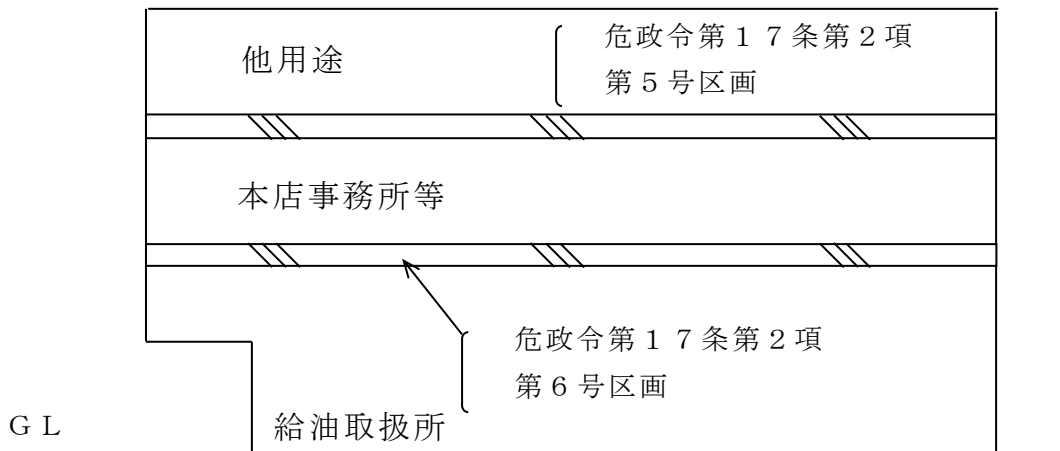 他用途
危政令第１７条第２項
第５号区画
本店事務所等
危政令第１７条第２項
第６号区画
ＧＬ
給油取扱所